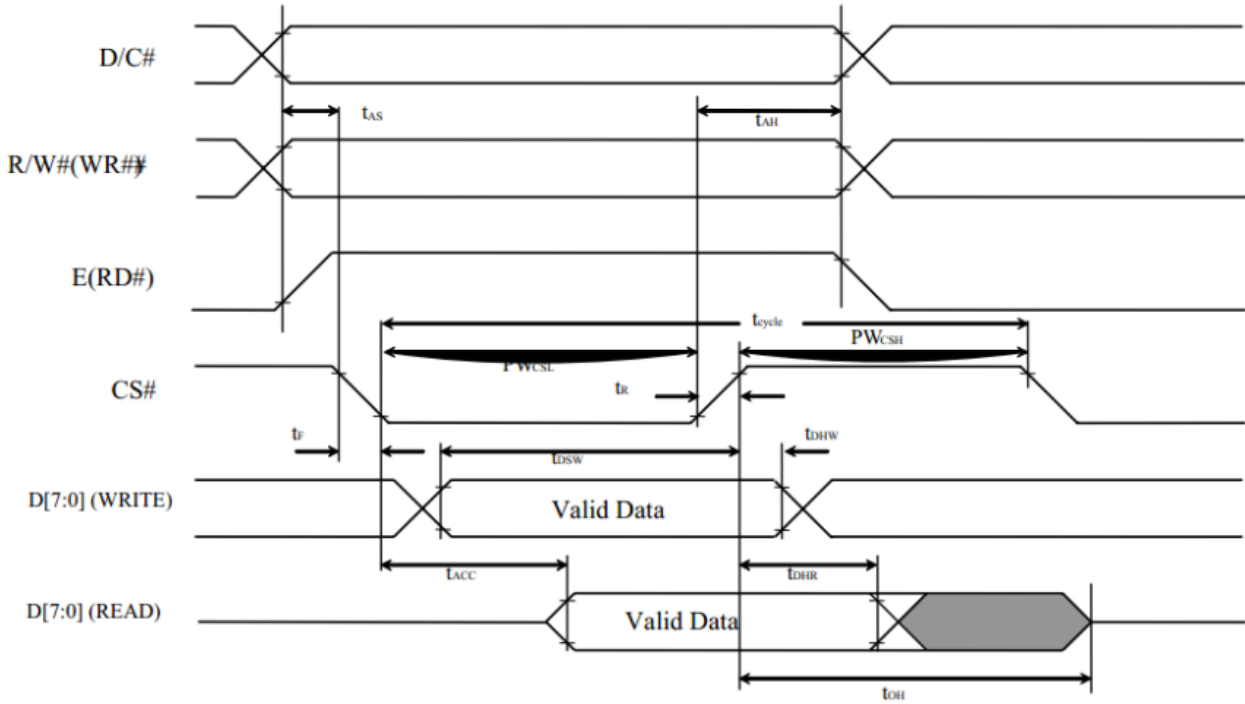 D/C#
tAS
tAH
R/W#(WR#)
E(RD#)
tcycle
PWCSL
PWCSH
CS#
tR
tF
tDSW
tDHW
D[7:0] (WRITE)
Valid Data
tACC
tDHR
D[7:0] (READ)
Valid Data
tOH